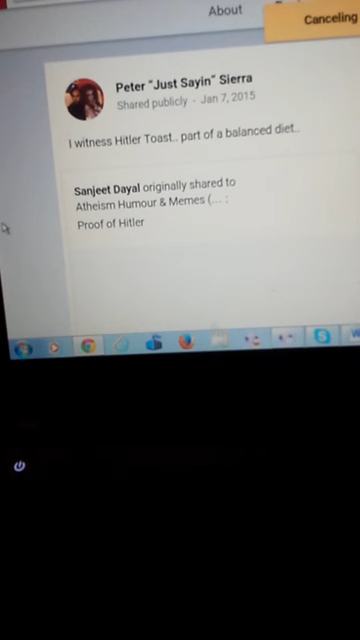 About
Canceling
Peter “Just Sayin” Sierra
Shared publicly - Jan 7, 2015
I witness Hitler Toast.. part of a balanced diet..
Sanjeet Dayal originally shared to
Atheism Humour & Memes (... :
Proof of Hitler